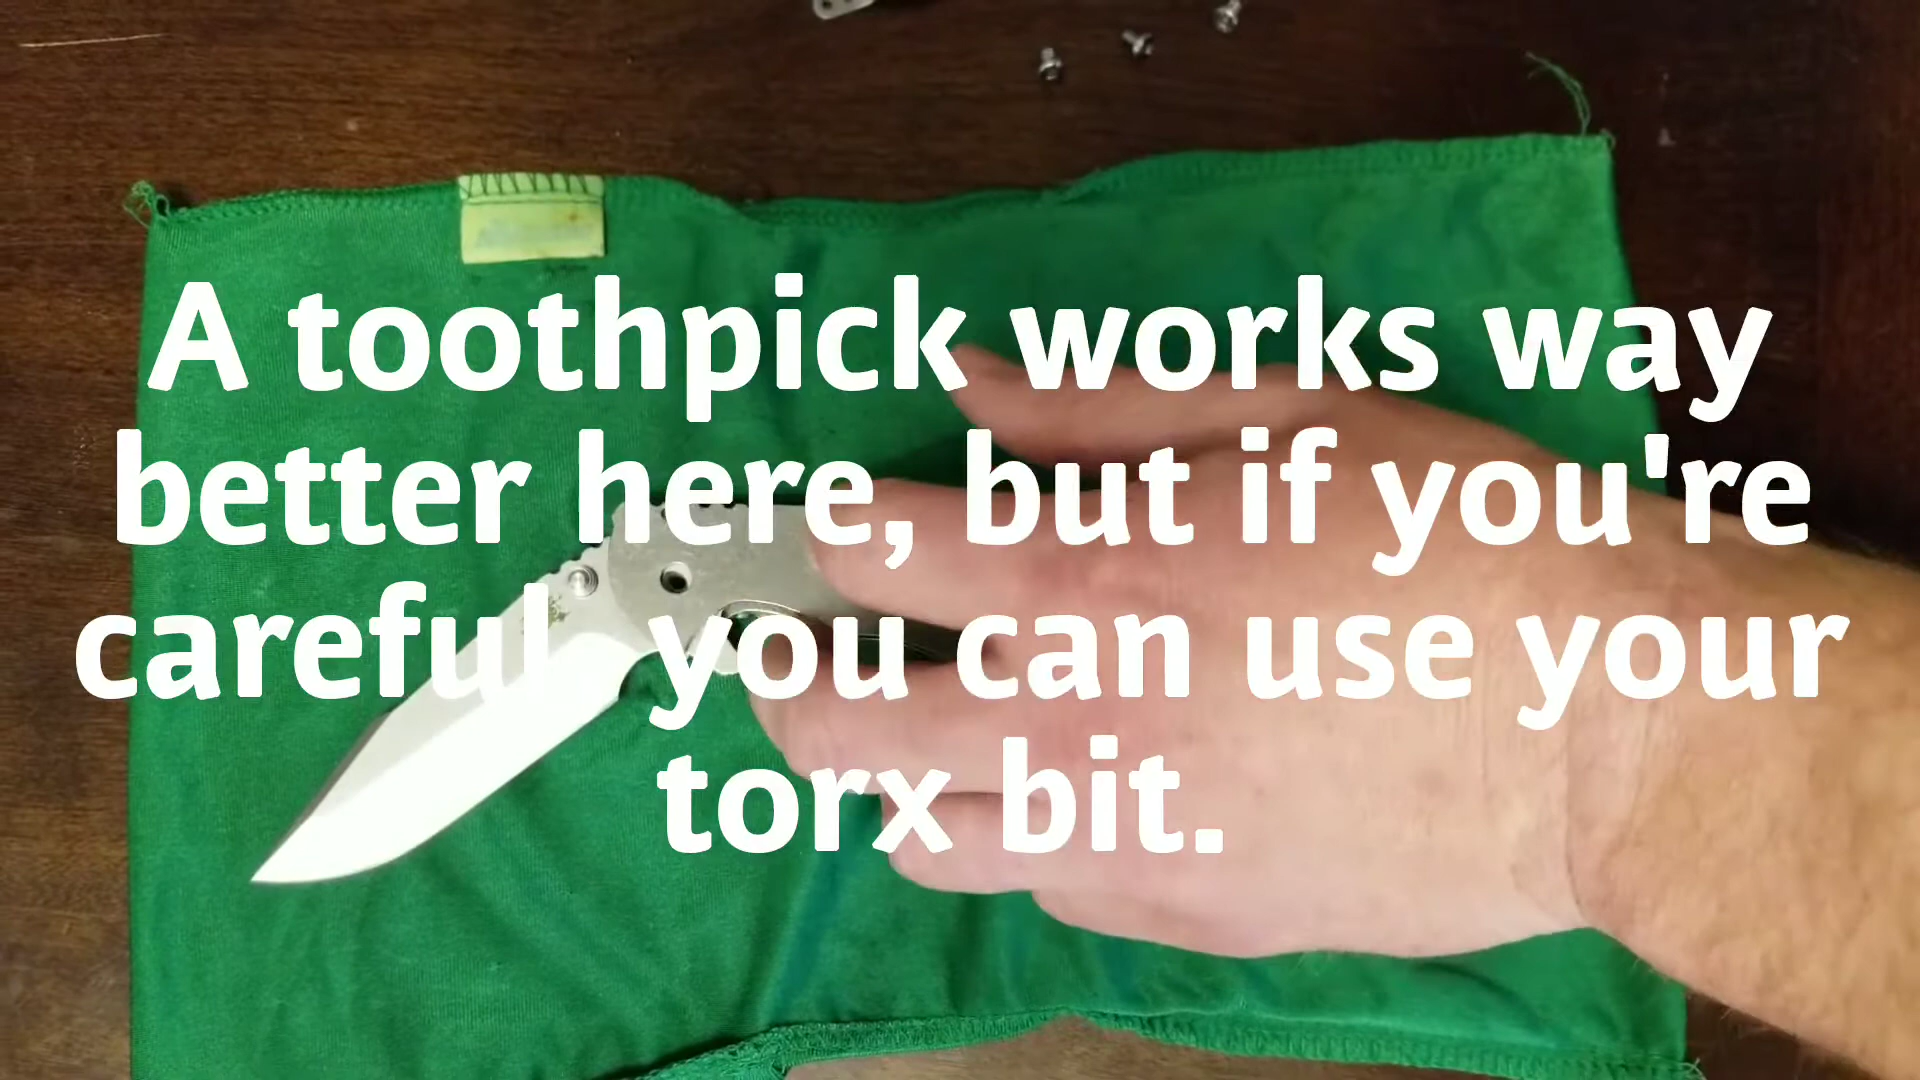 A toothpick works way
better here, but if you're
careful, you can use your
torx bit.